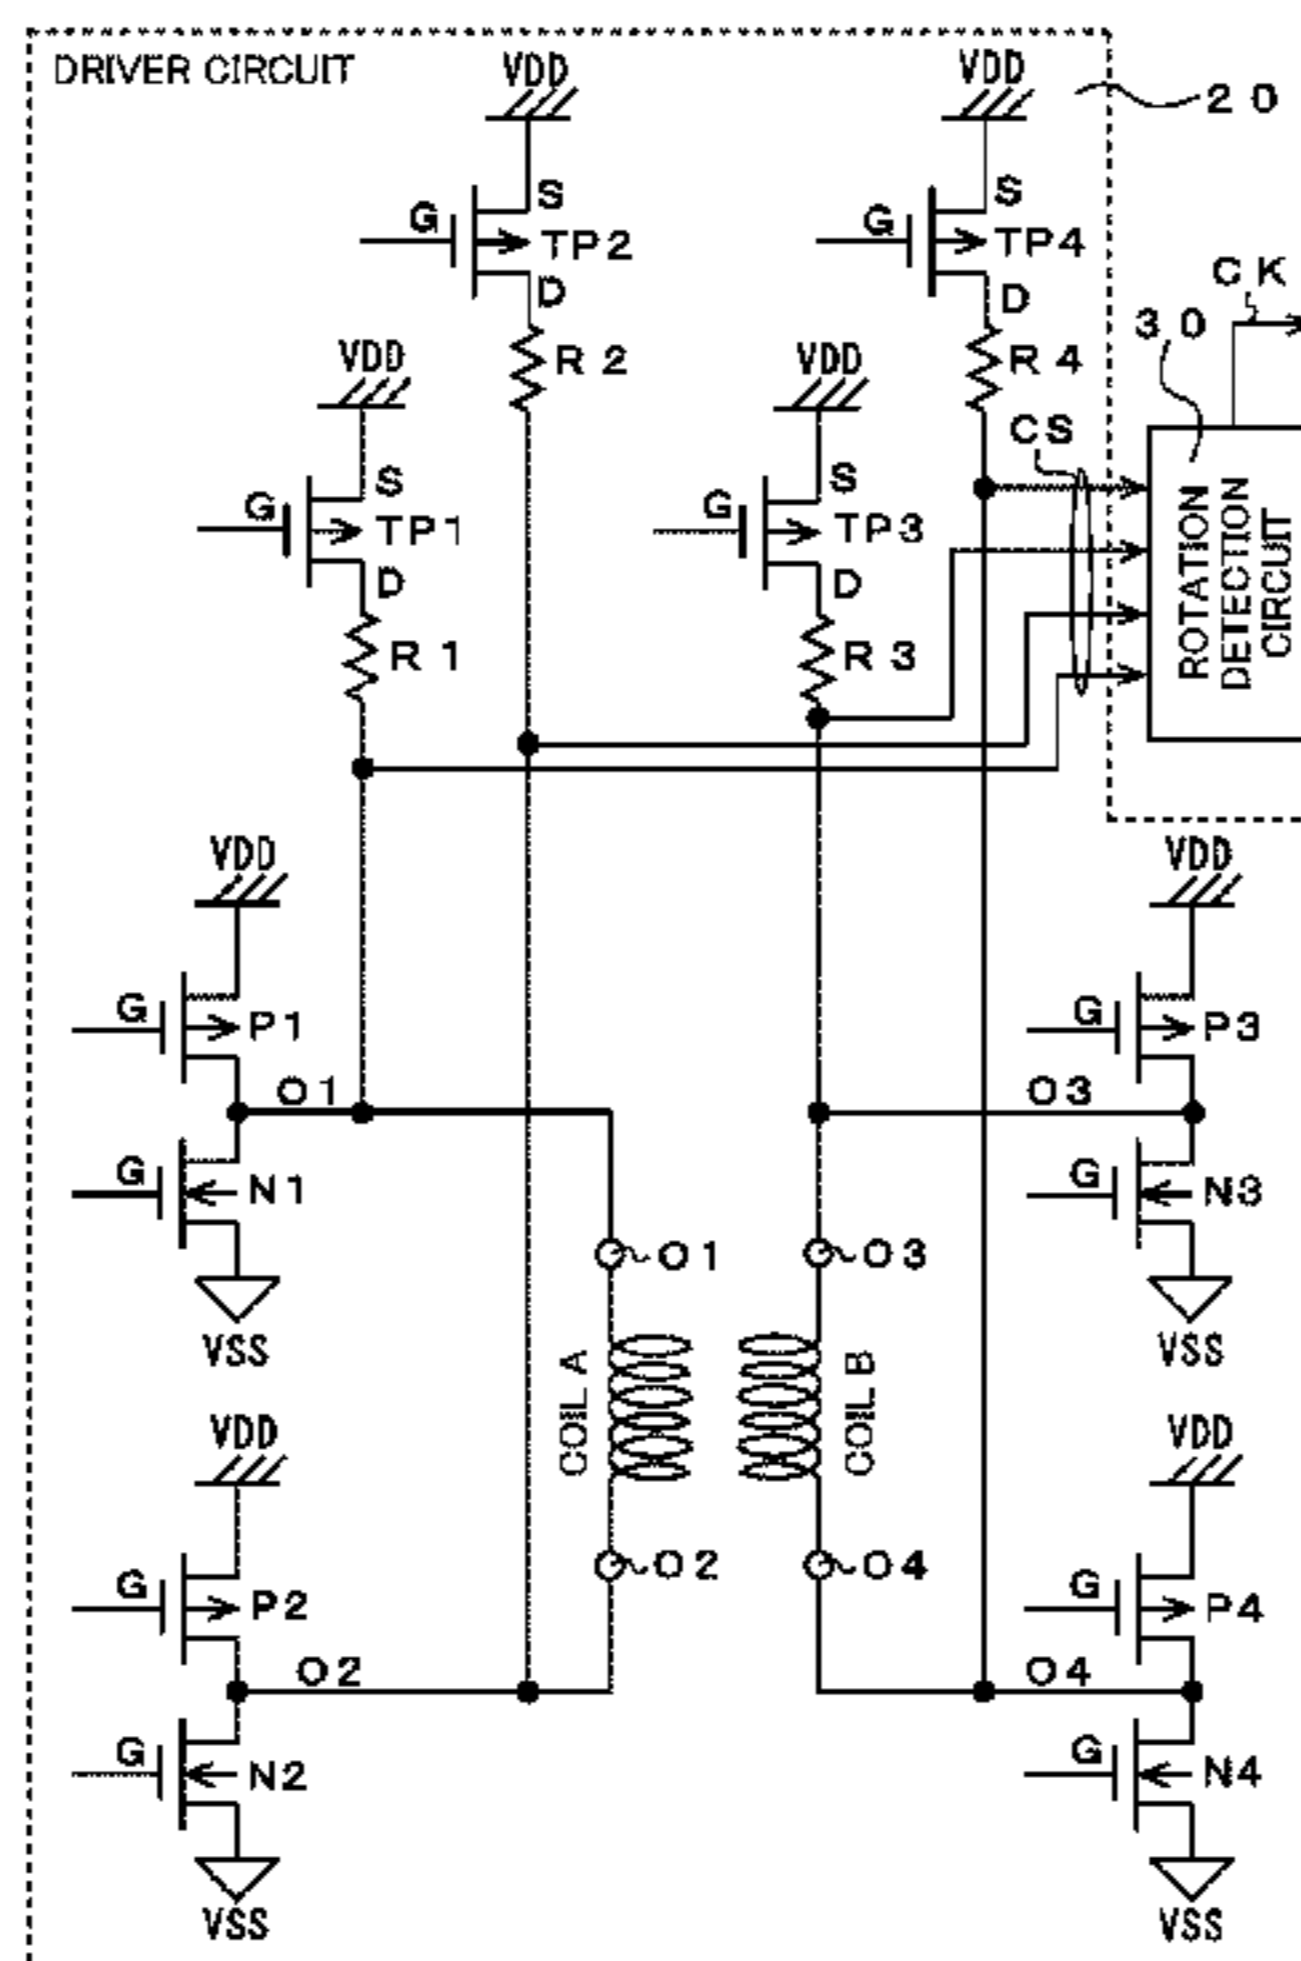 DRIVER CIRCUIT
VDD
VDD
20
S
G
TP2
D
S
G
TP4
D
CK
30
VDD
R2
VDD
R4
CS
S
G
TP1
D
S
G
TP3
D
ROTATION
DETECTION
CIRCUIT
R1
R3
VDD
VDD
G
P1
G
P3
O1
O3
G
N1
G
N3
O1
O3
VSS
VSS
COIL A
COIL B
VDD
VDD
O2
O4
G
P2
G
P4
O2
O4
G
N2
G
N4
VSS
VSS